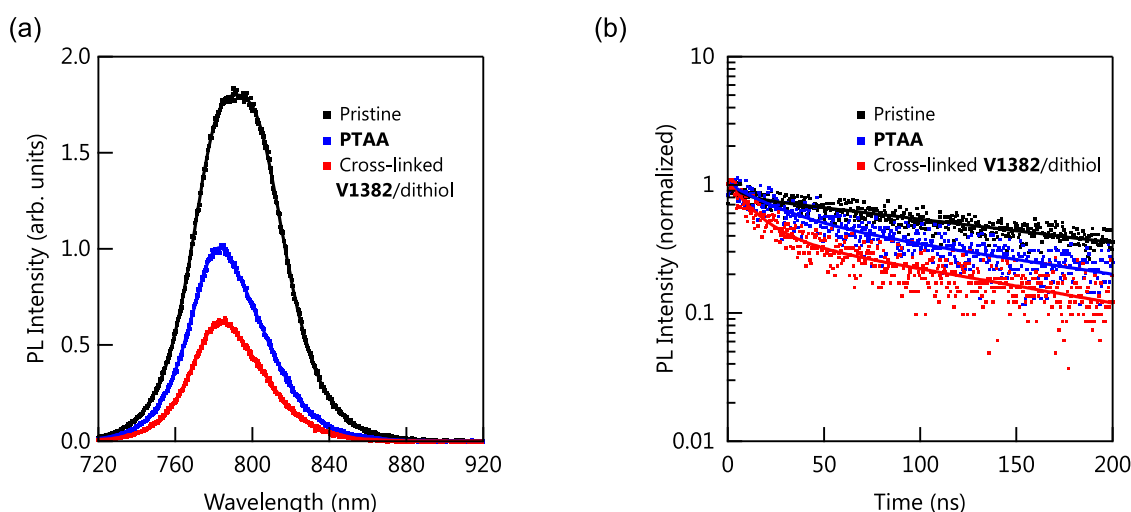 (a)
PL Intensity (arb. units)
2.0
1.5
1.0
0.5
0.0
720
760
800
840
880
920
Wavelength (nm)
Pristine
PTAA
Cross-linked
V1382/dithiol
(b)
PL Intensity (normalized)
10
1
0.1
0.01
0
50
100
150
200
Time (ns)
Pristine
PTAA
Cross-linked V1382/dithiol